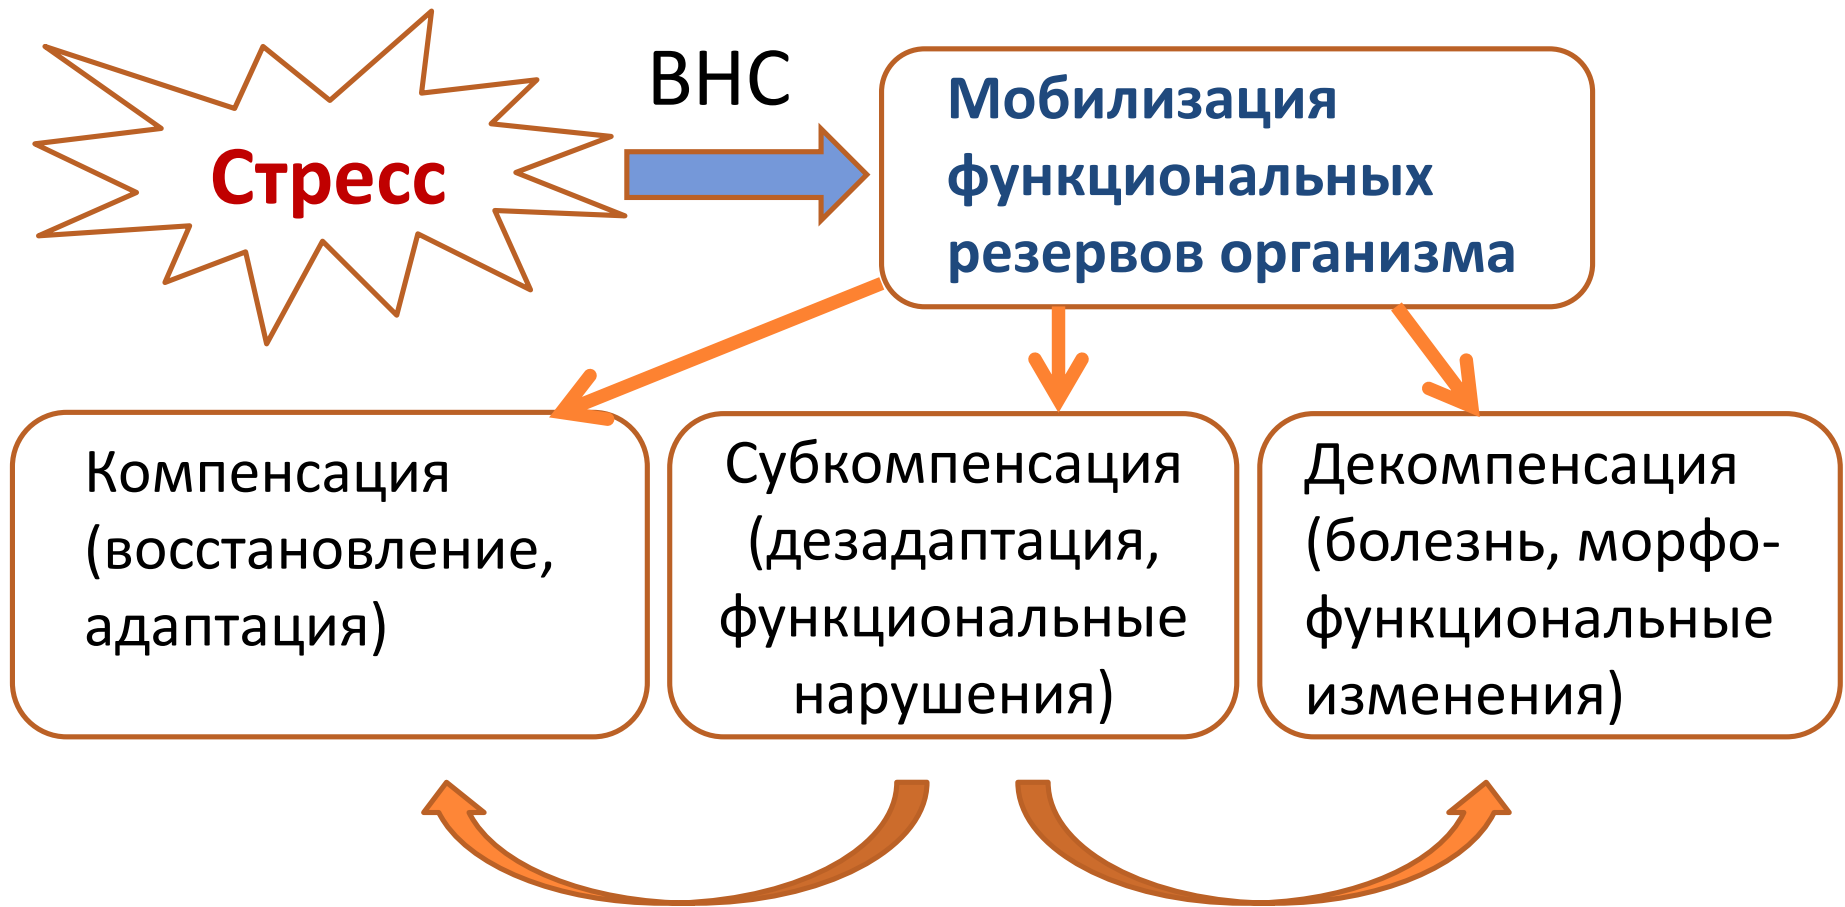 Стресс
ВНС
Мобилизация
функциональных
резервов организма
Компенсация
(восстановление,
адаптация)
Субкомпенсация
(дезадаптация,
функциональные
нарушения)
Декомпенсация
(болезнь, морфо-
функциональные
изменения)